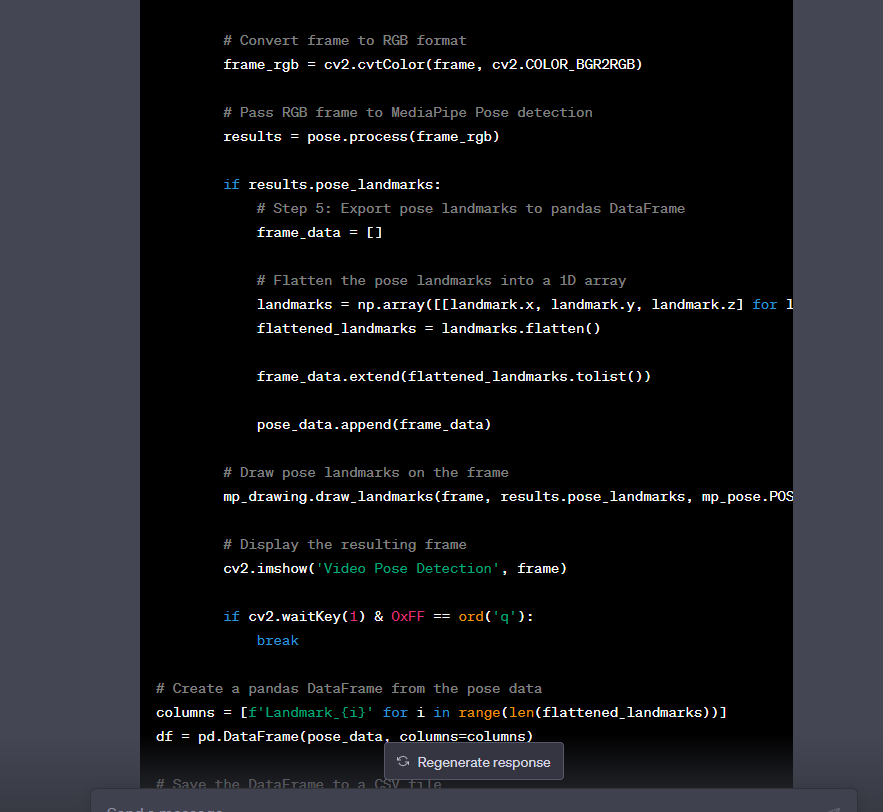 # Convert frame to RGB format
frame_rgb = cv2.cvtColor(frame, cv2.COLOR_BGR2RGB)
# Pass RGB frame to MediaPipe Pose detection
results = pose.process(frame_rgb)
if results.pose_landmarks:
# Step 5: Export pose landmarks to pandas DataFrame
frame_data = []
# Flatten the pose landmarks into a 1D array
landmarks = np.array([[landmark.x, landmark.y, landmark.z] for l
flattened_landmarks = landmarks.flatten()
frame_data.extend(flattened_landmarks.tolist())
pose_data.append(frame_data)
# Draw pose landmarks on the frame
mp_drawing.draw_landmarks(frame, results.pose_landmarks, mp_pose.POS
# Display the resulting frame
cv2.imshow('Video Pose Detection', frame)
if cv2.waitKey(1) & 0xFF == ord('q'):
break
# Create a pandas DataFrame from the pose data
columns = [f'Landmark_{i}' for i in range(len(flattened_landmarks))]
df = pd.DataFrame(pose_data, columns=columns)
Regenerate response
# Save the DataFrame to a CSV file
Send a message